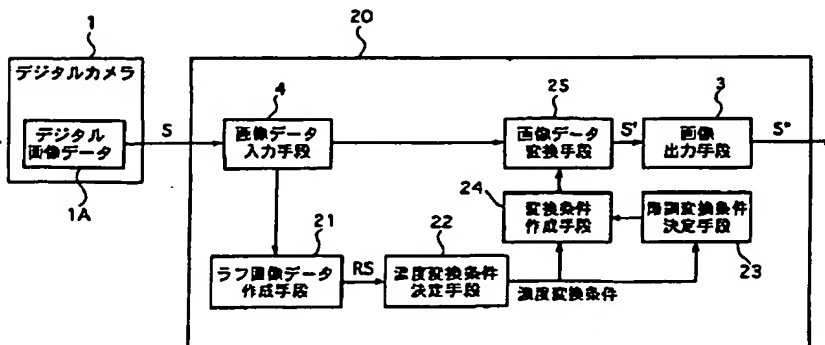 1
20
デジタルカメラ
4
25
3
デジタル
画像データ
S
画像データ
入力手段
画像データ
変換手段
S'
画像
出力手段
S"
1A
24
変換条件
作成手段
階調変換条件
決定手段
21
22
23
ラフ画像データ
作成手段
RS
濃度変換条件
決定手段
濃度変換条件